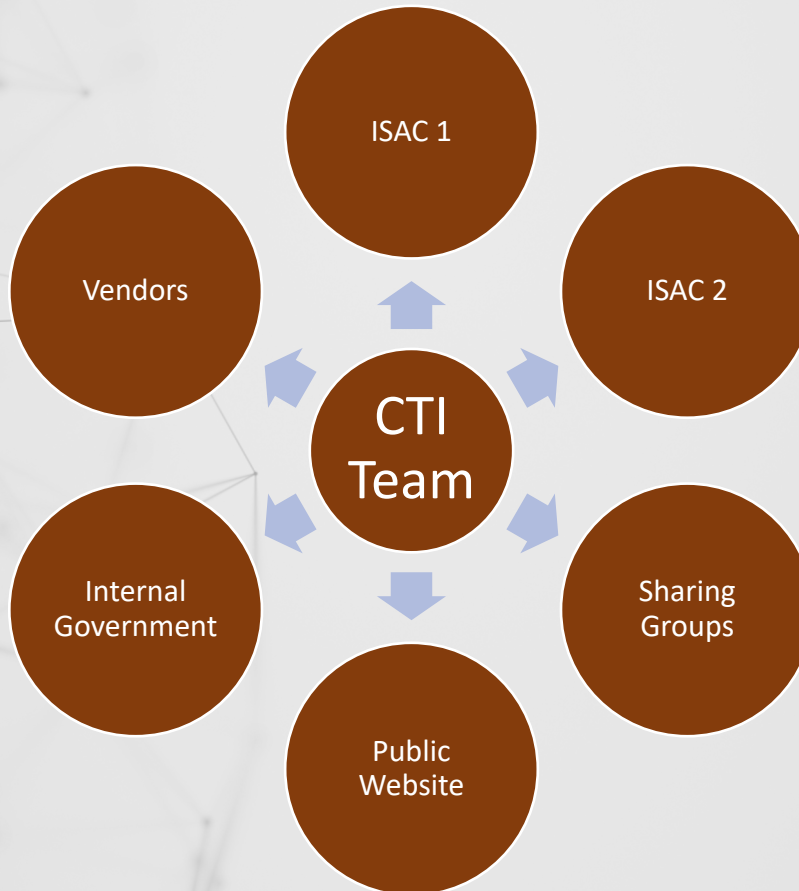 ISAC 1
Vendors
ISAC 2
CTI
Team
Internal
Government
Sharing
Groups
Public
Website